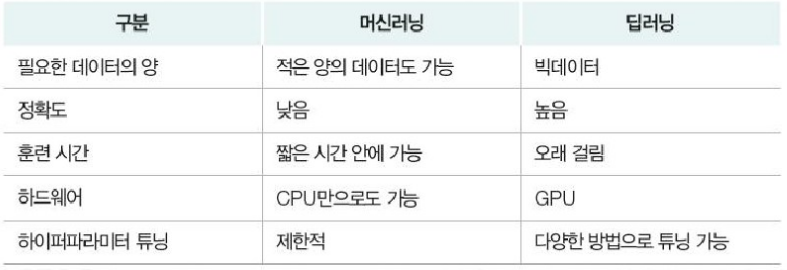 구분 머신러닝 딥러닝
필요한 데이터의 양 적은 양의 데이터도 가능 빅데이터
정확도 낮음 높음
훈련 시간 짧은 시간 안에 가능 오래 걸림
하드웨어 CPU만으로도 가능 GPU
하이퍼파라미터 튜닝 제한적 다양한 방법으로 튜닝 가능